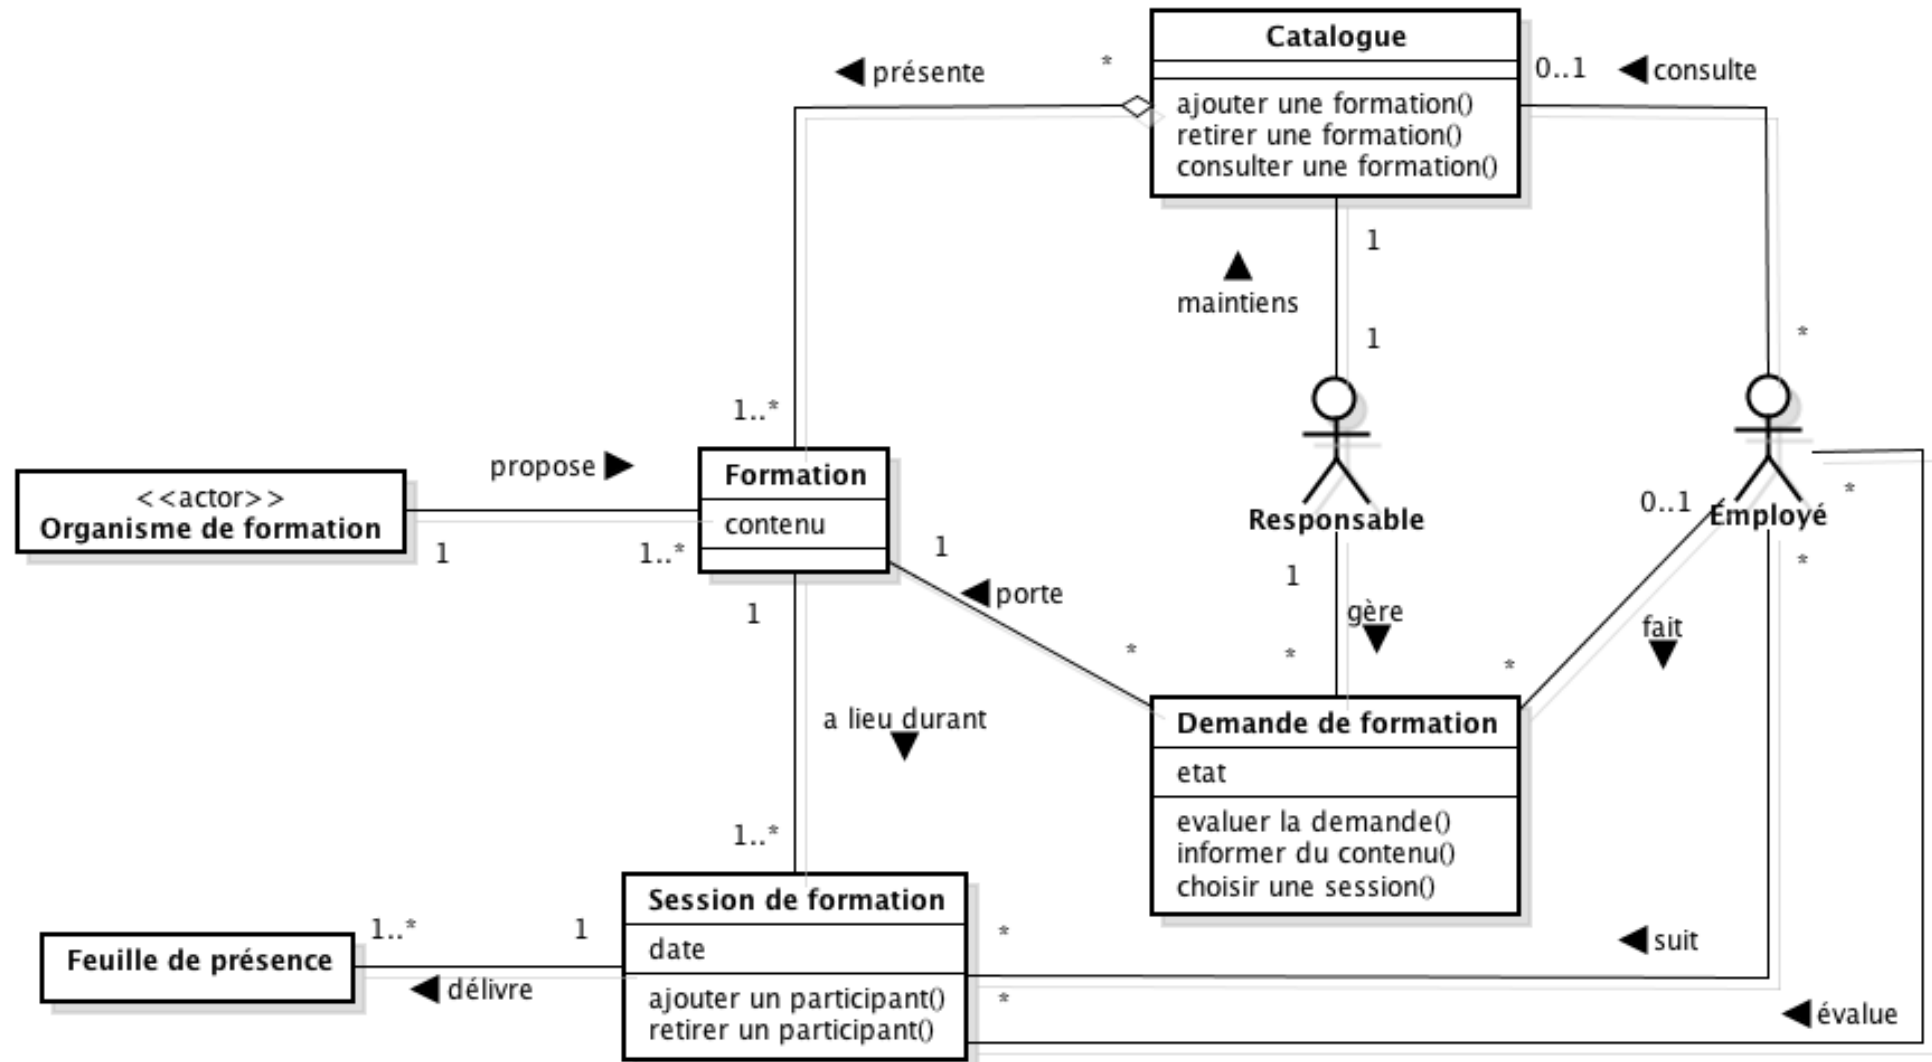 Catalogue
présente
*
0..1
consulte
ajouter une formation()
retirer une formation()
consulter une formation()
1
maintiens
1
*
1..*
propose
Formation
<<actor>>
Organisme de formation
contenu
1
1..*
1
Responsable
0..1
Employé
*
*
1
porte
1
gère
fait
*
*
*
a lieu durant
Demande de formation
etat
evaluer la demande()
informer du contenu()
choisir une session()
1..*
Session de formation
1..*
1
*
suit
date
Feuille de présence
délivre
ajouter un participant()
retirer un participant()
*
évalue